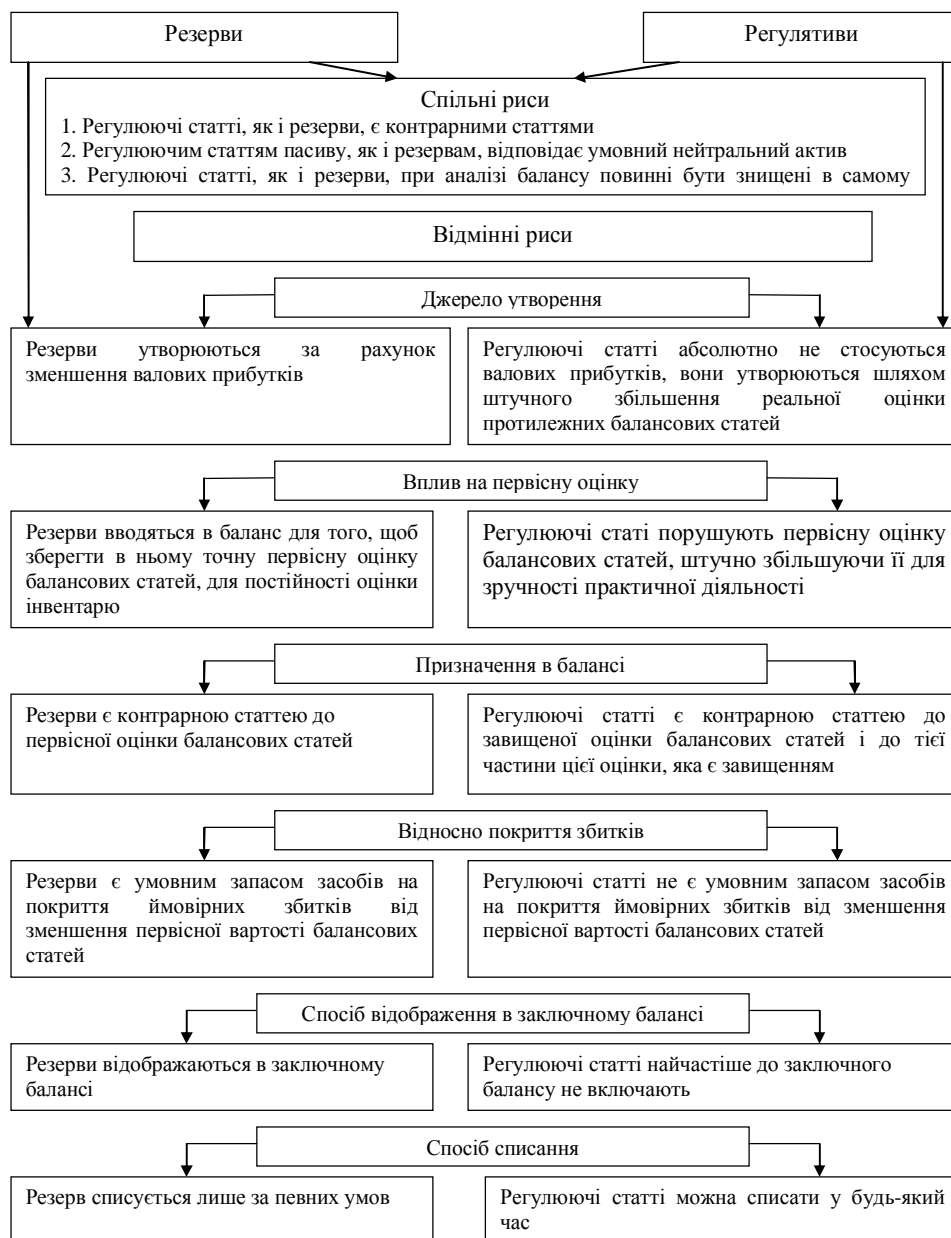 Резерви
Регулятиви
Спільні риси
1. Регулюючі статті, як і резерви, є контрарними статтями
2. Регулюючим статтям пасиву, як і резервам, відповідає умовний нейтральний актив
3. Регулюючі статті, як і резерви, при аналізі балансу повинні бути знищені в самому
Відмінні риси
Джерело утворення
Резерви утворюються за рахунок
зменшення валових прибутків
Регулюючі статті абсолютно не стосуються
валових прибутків, вони утворюються шляхом
штучного збільшення реальної оцінки
протилежних балансових статей
Вплив на первісну оцінку
Резерви вводяться в баланс для того, щоб
зберегти в ньому точну первісну оцінку
балансових статей, для постійності оцінки
інвентарю
Регулюючі статі порушують первісну оцінку
балансових статей, штучно збільшуючи її для
зручності практичної діяльності
Призначення в балансі
Резерви є контрарною статтею до
первісної оцінки балансових статей
Регулюючі статті є контрарною статтею до
завищеної оцінки балансових статей і до тієї
частини цієї оцінки, яка є завищенням
Відносно покриття збитків
Резерви є умовним запасом засобів на
покриття ймовірних збитків від
зменшення первісної вартості балансових
статей
Регулюючі статті не є умовним запасом засобів
на покриття ймовірних збитків від зменшення
первісної вартості балансових статей
Спосіб відображення в заключному балансі
Резерви відображаються в заключному
балансі
Регулюючі статті найчастіше до заключного
балансу не включають
Спосіб списання
Резерв списується лише за певних умов
Регулюючі статті можна списати у будь-який
час